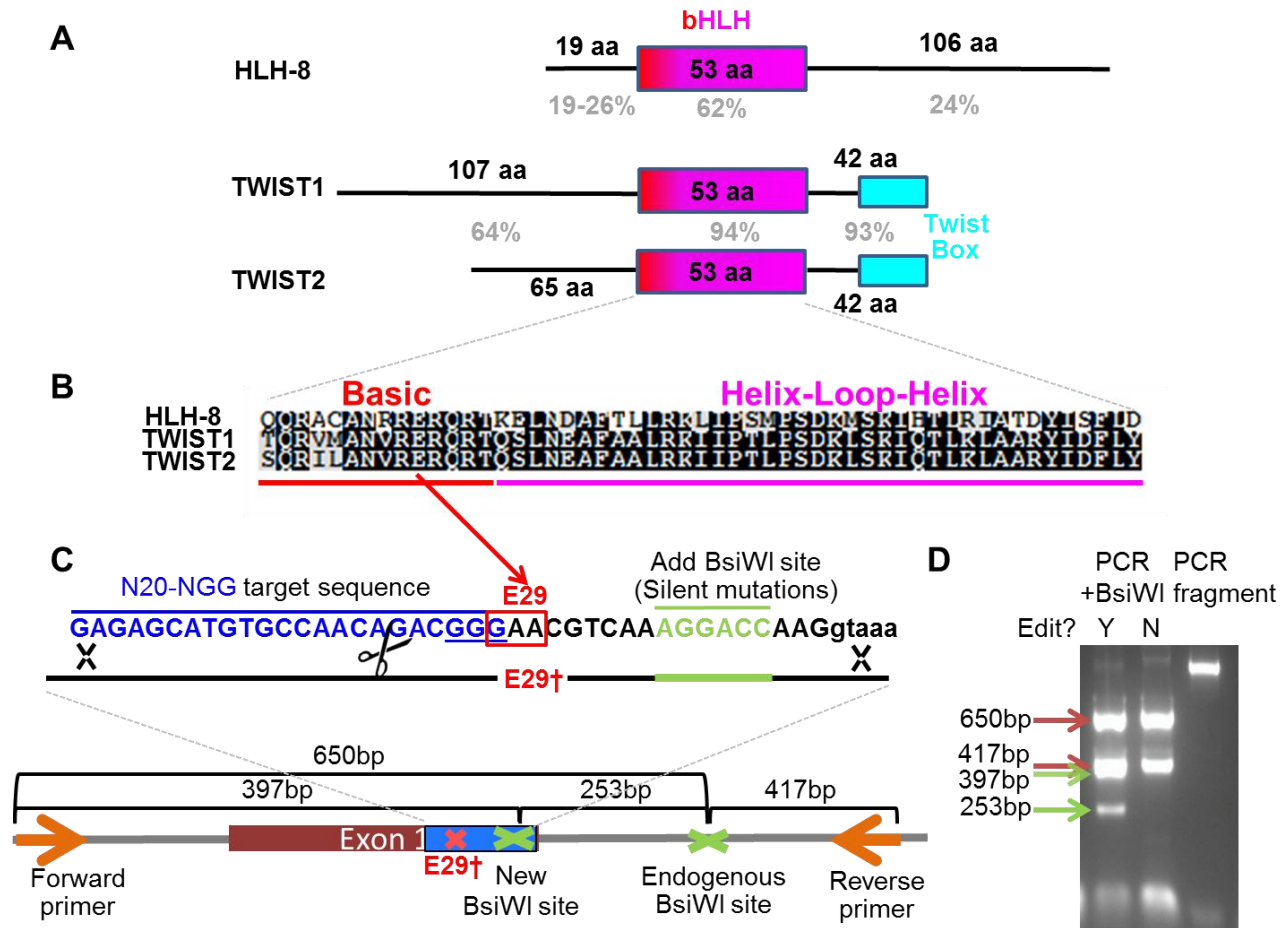 A
bHLH
HLH-8
19 aa
53 aa
106 aa
19-26%
62%
24%
TWIST1
107 aa
53 aa
42 aa
64%
94%
93%
Twist
Box
TWIST2
65 aa
53 aa
42 aa
B
Basic
Helix-Loop-Helix
HLH-8 QQRACANRRERQRTKELNDAFTLLRKLIPSMPSDKMSKIHTLRIATDYISFID
TWIST1 TQRVMANVRERQRTQSLNEAFAALRKIIPTLPSDKLSKIQTLKLAARYIDFLY
TWIST2 SQRILANVRERQRTQSLNEAFAALRKIIPTLPSDKLSKIQTLKLAARYIDFLY
C
N20-NGG target sequence
E29
Add BsiWI site
(Silent mutations)
GAGAGCATGTGCCAACAGACGGGAACGTCAAAGGACCAAGgtaaa
E29†
650bp
397bp
253bp
417bp
Exon 1
E29†
Forward
primer
New
BsiWI site
Endogenous
BsiWI site
Reverse
primer
D
PCR
+BsiWI
PCR
fragment
Edit?
Y
N
650bp
417bp
397bp
253bp